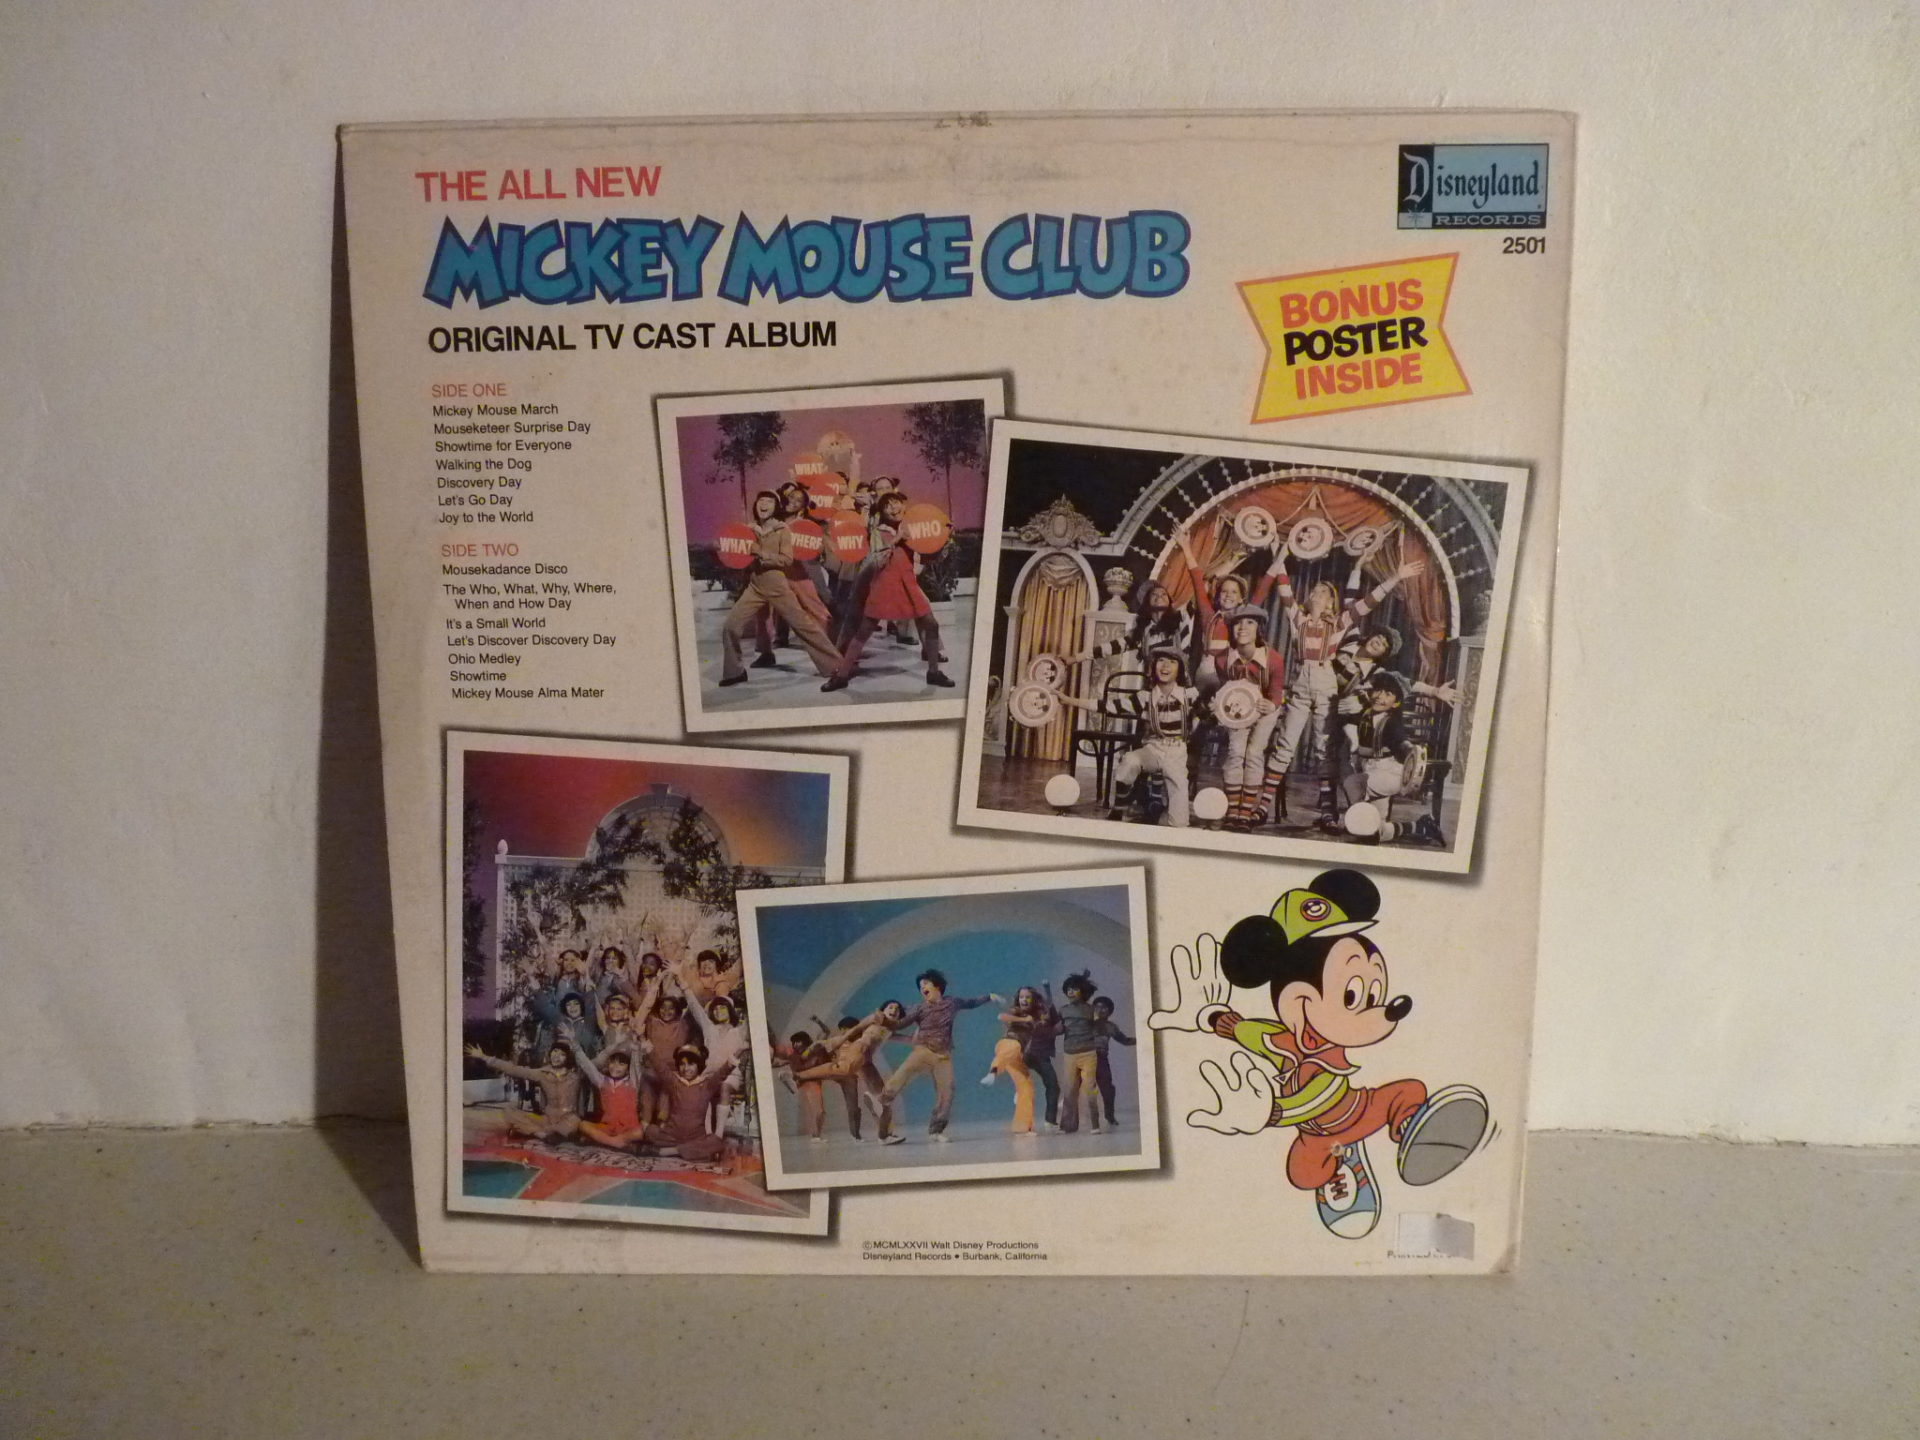 THE ALL NEW
MICKEY MOUSE CLUB
ORIGINAL TV CAST ALBUM
Disneyland
RECORDS
2501
BONUS
POSTER
INSIDE
SIDE ONE
Mickey Mouse March
Mouseketeer Surprise Day
Showtime for Everyone
Walking the Dog
Discovery Day
Let's Go Day
Joy to the World
SIDE TWO
Mousekadance Disco
The Who, What, Why, Where,
When and How Day
It's a Small World
Let's Discover Discovery Day
Ohio Medley
Showtime
Mickey Mouse Alma Mater
WHAT
HOW
WHAT
WHERE
WHY
WHO
©MCMLXXVII Walt Disney Productions
Disneyland Records • Burbank, California